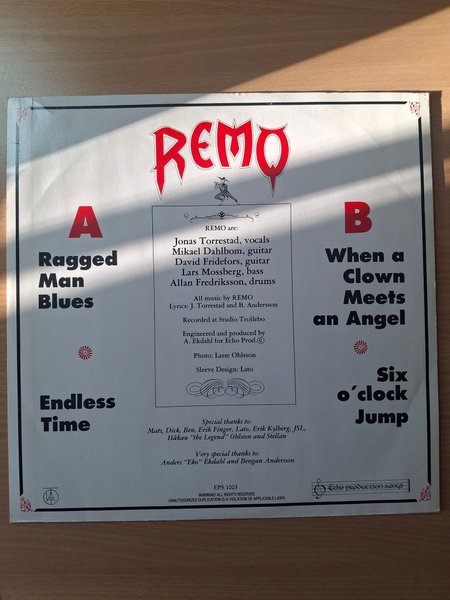 REMO
A
Ragged
Man
Blues
Endless
Time
REMO are:
Jonas Torrestad, vocals
Mikael Dahlbom, guitar
David Fridefors, guitar
Lars Mossberg, bass
Allan Fredriksson, drums
All music by REMO
Lyrics: J. Torrestad and B. Andersson
Recorded at Studio Trollebo
Engineered and produced by
A. Ekdahl for Echo Prod.©
Photo: Lasse Ohlsson
Sleeve Design: Lato
B
When a
Clown
Meets
an Angel
Six
o'clock
Jump
Special thanks to:
Mats, Dick, Ben, Erik Finger, Lato, Erik Kylberg, JSL,
Håkan "the Legend" Ohlsson and Stellan
Very special thanks to:
Anders "Eko" Ekdahl and Bengan Andersson
EPS 1003
WARNING ALL RIGHTS RESERVED.
UNAUTHORIZED DUPLICATION IS A VIOLATION OF APPLICABLE LAWS.
Echo production songs